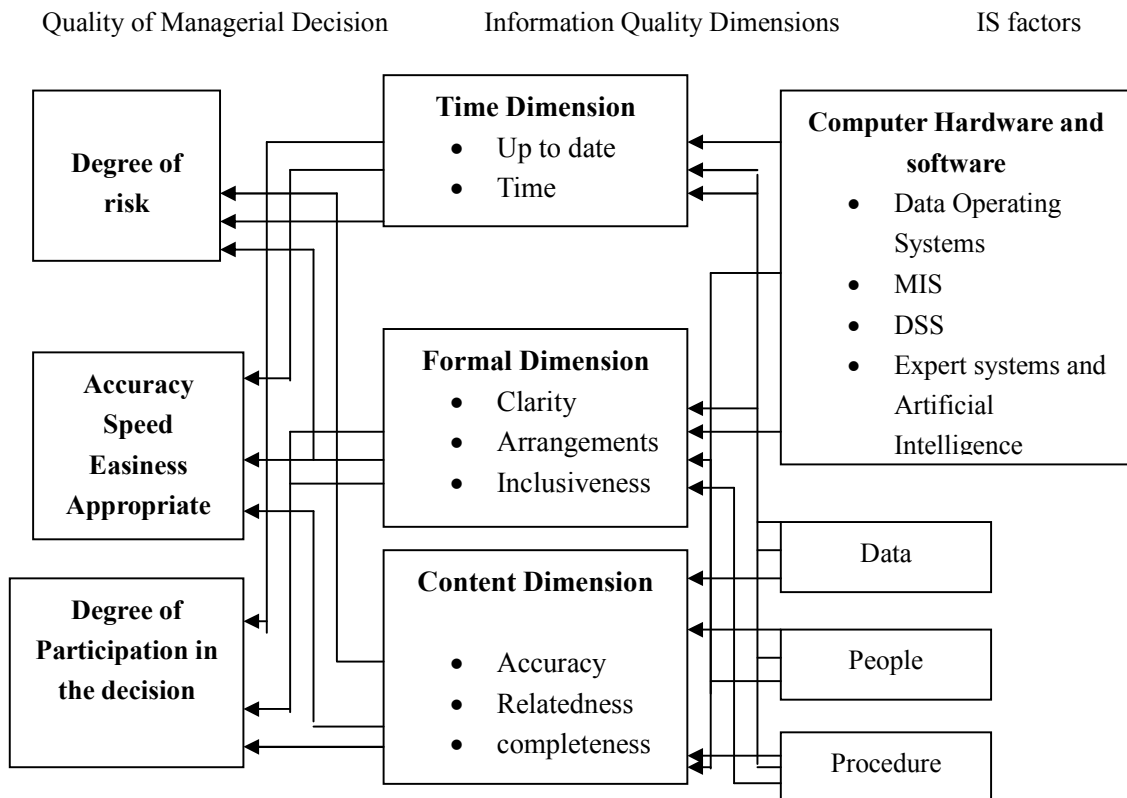 Quality of Managerial Decision
Information Quality Dimensions
IS factors
Degree of
risk
Accuracy
Speed
Easiness
Appropriate
Degree of
Participation in
the decision
Time Dimension
• Up to date
• Time
Formal Dimension
• Clarity
• Arrangements
• Inclusiveness
Content Dimension
• Accuracy
• Relatedness
• completeness
Computer Hardware and
software
• Data Operating
Systems
• MIS
• DSS
• Expert systems and
Artificial
Intelligence
Data
People
Procedure